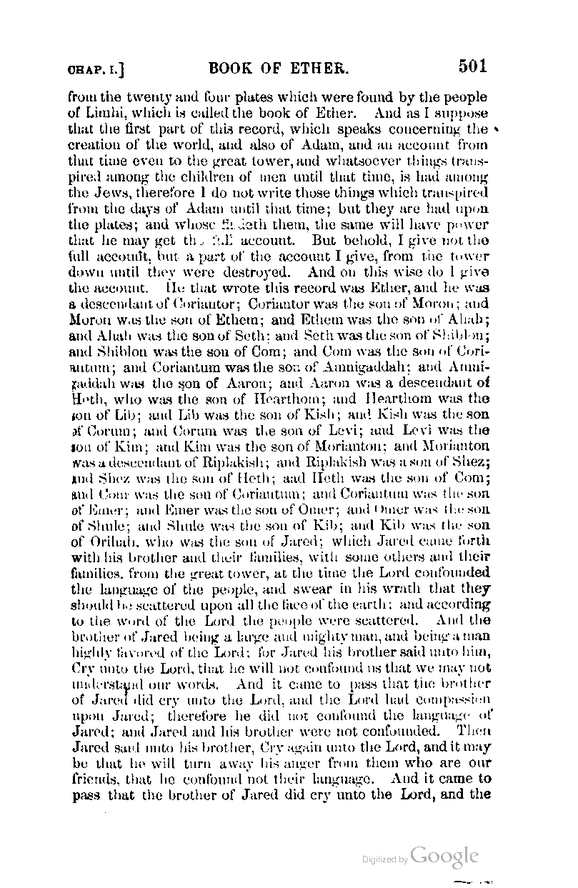 CHAP. I.] BOOK OF ETHER. 501
from the twenty and four plates which were found by the people
of Limhi, which is called the book of Ether. And as I suppose
that the first part of this record, which speaks concerning the
creation of the world, and also of Adam, and an account from
that time even to the great tower, and whatsoever things trans-
pired among the children of men until that time, is had among
the Jews, therefore I do not write those things which transpired
from the days of Adam until that time; but they are had upon
the plates; and whoso findeth them, the same will have power
that he may get the full account. But behold, I give not the
full account, but a part of the account I give, from the tower
down until they were destroyed. And on this wise do I give
the account. He that wrote this record was Ether, and he was
a descendant of Coriantor; Coriantor was the son of Moron; and
Moron was the son of Ethem; and Ethem was the son of Ahah;
and Ahah was the son of Seth; and Seth was the son of Shiblon;
and Shiblon was the son of Com; and Com was the son of Cori-
antum; and Coriantum was the son of Amnigaddah; and Amni-
gaddah was the son of Aaron; and Aaron was a descendant of
Heth, who was the son of Hearthom; and Hearthom was the
son of Lib; and Lib was the son of Kish; and Kish was the son
of Corum; and Corum was the son of Levi; and Levi was the
son of Kim; and Kim was the son of Morianton; and Morianton
was a descendant of Riplakish; and Riplakish was a son of Shez;
and Shez was the son of Heth; aad Heth was the son of Com;
and Com was the son of Coriantum; and Coriantum was the son
of Emer; and Emer was the son of Omer; and Omer was the son
of Shule; and Shule was the son of Kib; and Kib was the son
of Orihah, who was the son of Jared; which Jared came forth
with his brother and their families, with some others and their
families, from the great tower, at the time the Lord confounded
the language of the people, and swear in his wrath that they
should be scattered upon all the face of the earth; and according
to the word of the Lord the people were scattered. And the
brother of Jared being a large and mighty man, and being a man
highly favored of the Lord; for Jared his brother said unto him,
Cry unto the Lord, that he will not confound us that we may not
understand our words. And it came to pass that the brother
of Jared did cry unto the Lord, and the Lord had compassion
upon Jared; therefore he did not confound the language of
Jared; and Jared and his brother were not confounded. Then
Jared said unto his brother, Cry again unto the Lord, and it may
be that he will turn away his anger from them who are our
friends, that he confound not their language. And it came to
pass that the brother of Jared did cry unto the Lord, and the
Digitized by Google